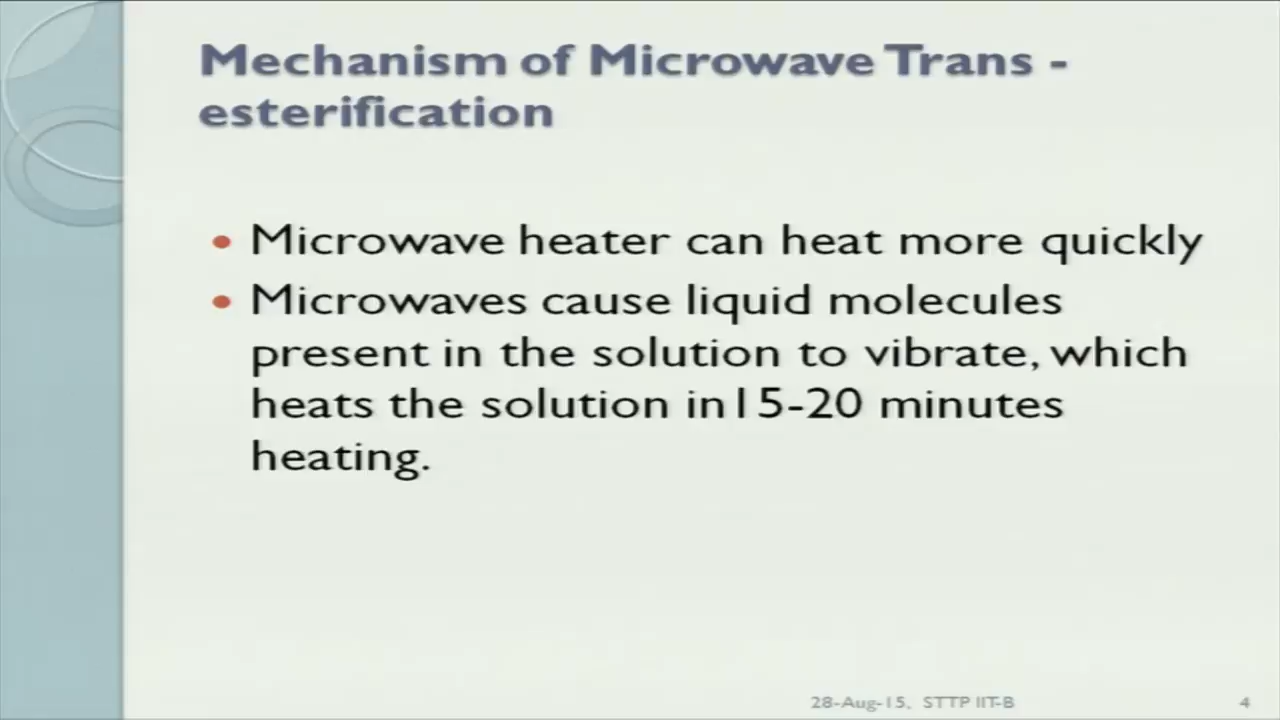 Mechanism of Microwave Trans -
esterification
• Microwave heater can heat more quickly
• Microwaves cause liquid molecules
present in the solution to vibrate, which
heats the solution in15-20 minutes
heating.
28-Aug-15, STTP IIT-B
4